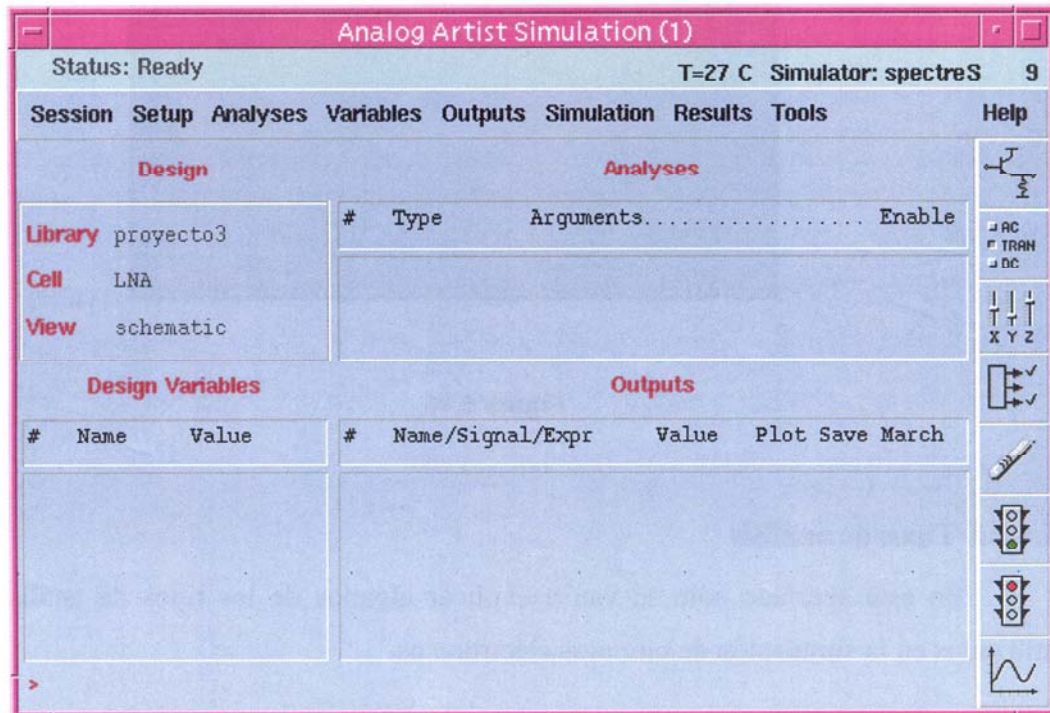 Analog Artist Simulation (1)
Status: Ready
T=27 C Simulator: spectreS 9
Session Setup Analyses Variables Outputs Simulation Results Tools Help
Design
Analyses
Library proyecto3
Cell LNA
View schematic
# Type Arguments.................. Enable
AC
TRAN
DC
X Y Z
Design Variables
Outputs
# Name Value
# Name/Signal/Expr Value Plot Save March
>